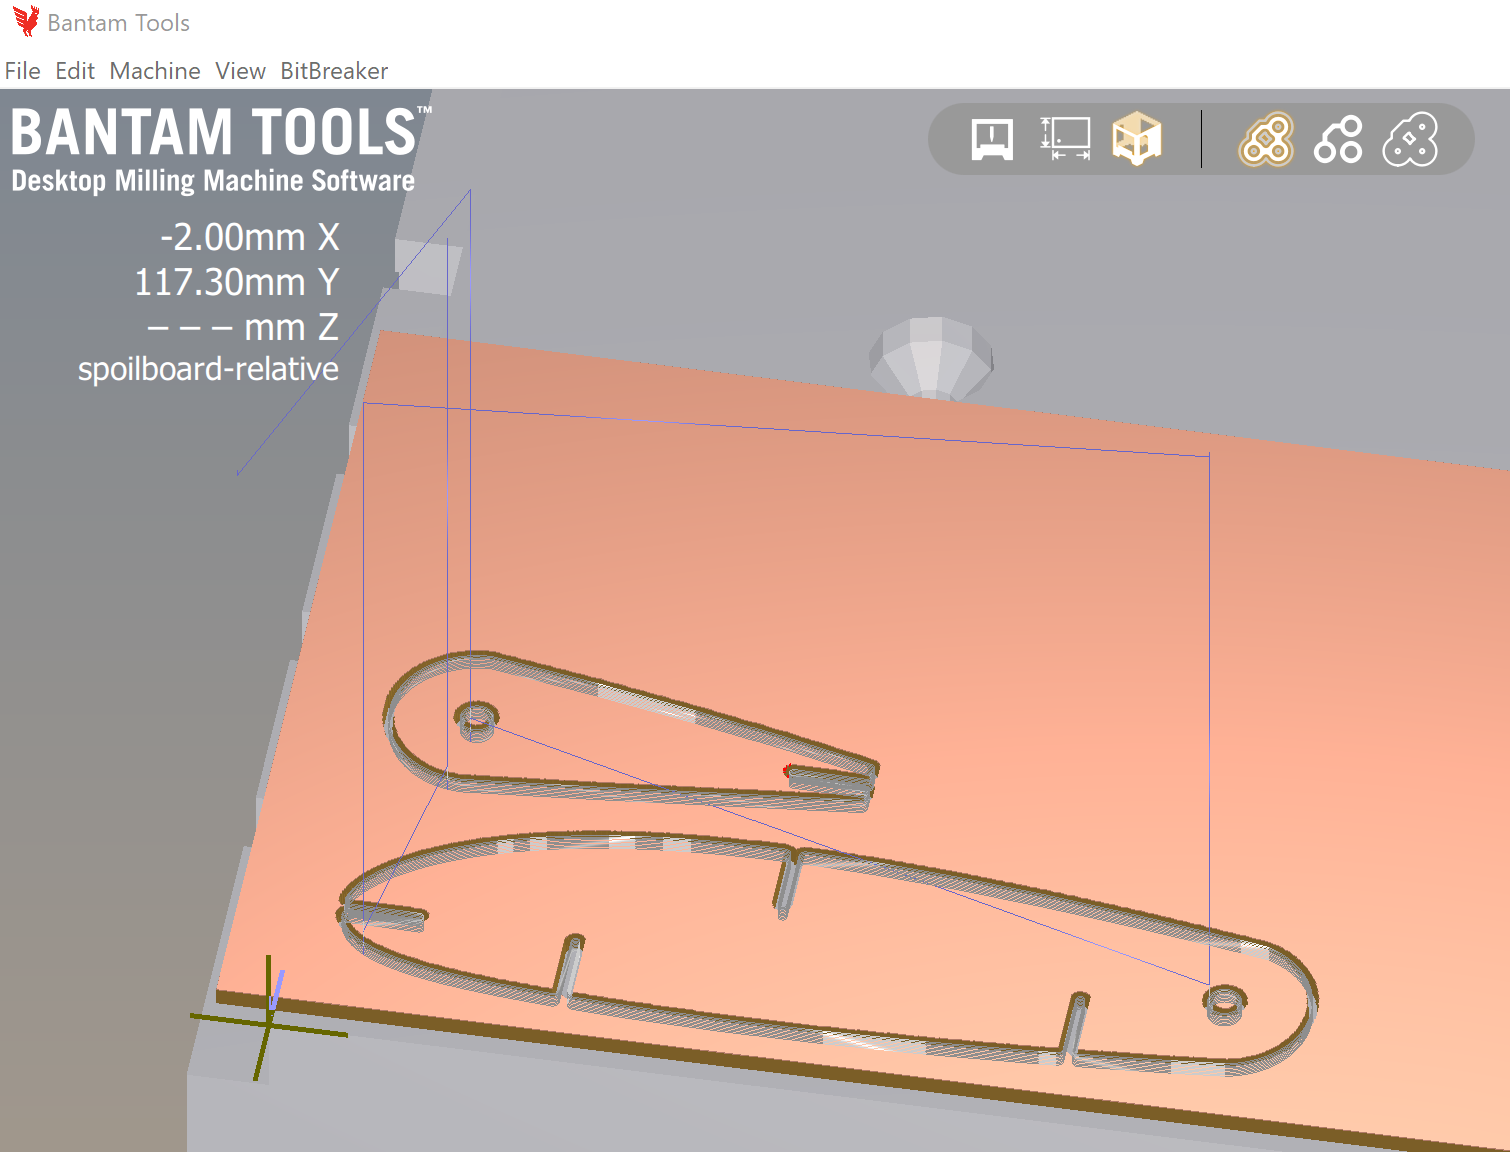 Bantam Tools
File Edit Machine View BitBreaker
BANTAM TOOLS™
Desktop Milling Machine Software
-2.00mm X
117.30mm Y
– – – mm Z
spoilboard-relative